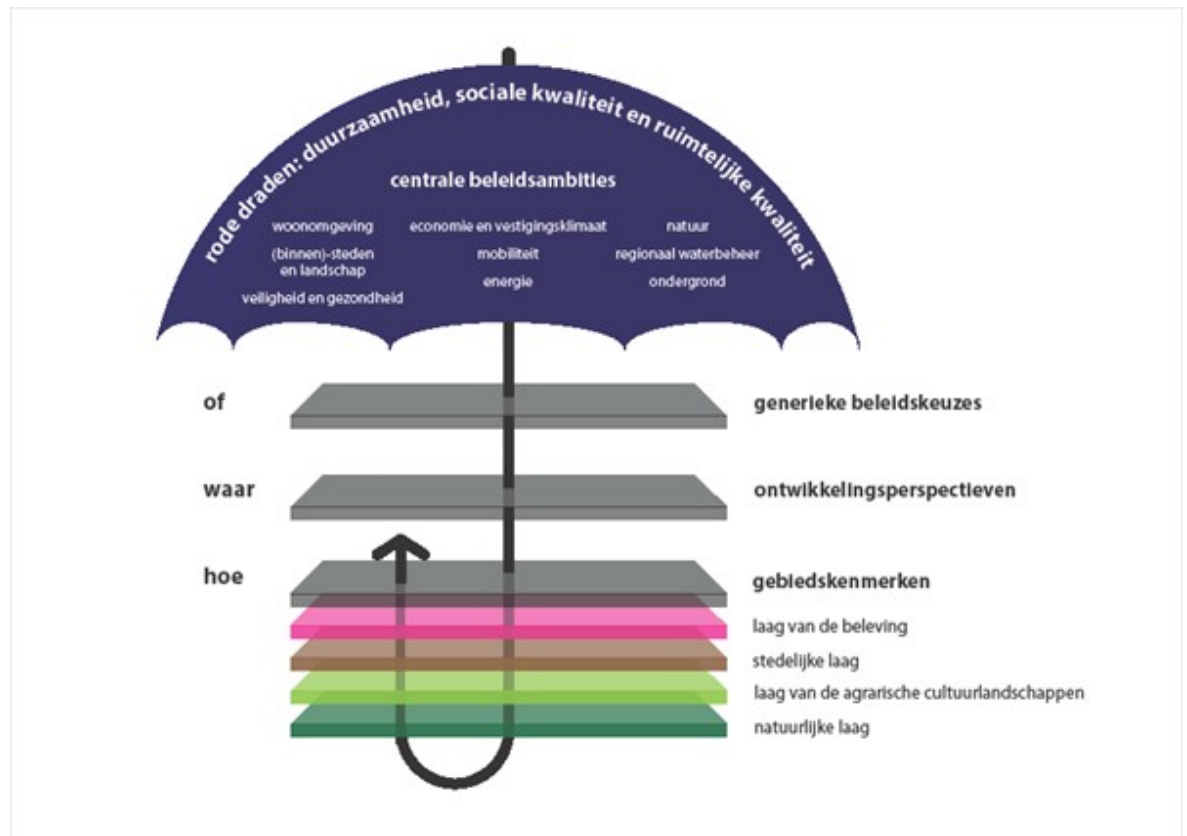 rode draden: duurzaamheid, sociale kwaliteit en ruimtelijke kwaliteit
centrale beleidsambities
woonomgeving
(binnen)-steden
en landschap
veiligheid en gezondheid
economie en vestigingsklimaat
mobiliteit
energie
natuur
regionaal waterbeheer
ondergrond
of
generieke beleidskeuzes
waar
ontwikkelingsperspectieven
hoe
gebiedskenmerken
laag van de beleving
stedelijke laag
laag van de agrarische cultuurlandschappen
natuurlijke laag